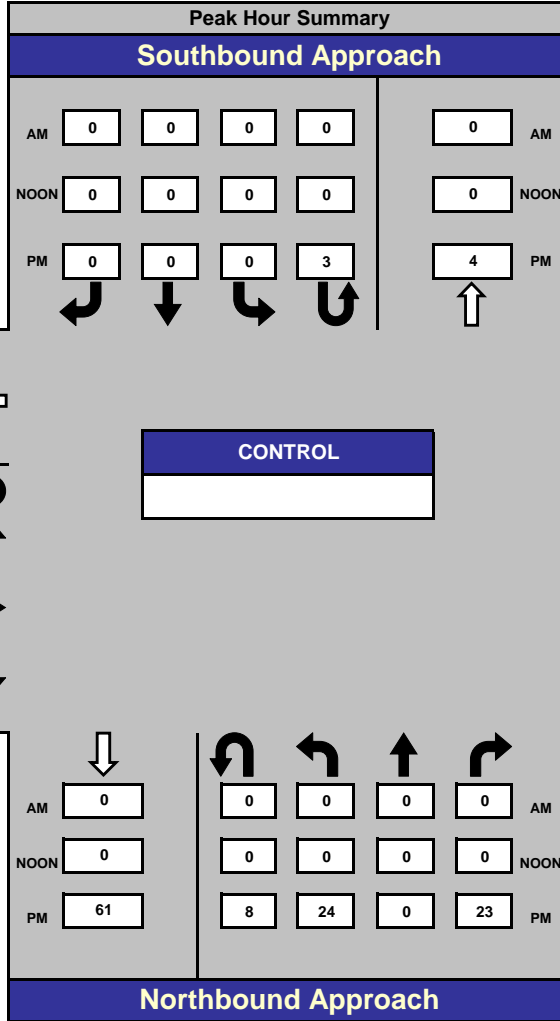 Peak Hour Summary
Southbound Approach
AM 0 0 0 0 0 AM
NOON 0 0 0 0 0 NOON
PM 0 0 0 3 4 PM
CONTROL
AM 0 0 0 0 0 AM
NOON 0 0 0 0 0 NOON
PM 61 8 24 0 23 PM
Northbound Approach